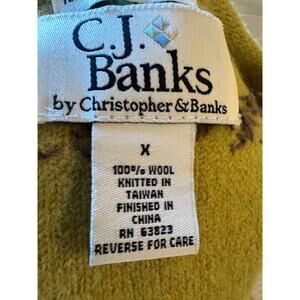 C.J.
Banks
by Christopher & Banks
X
100% WOOL
KNITTED IN
TAIWAN
FINISHED IN
CHINA
RN 63823
REVERSE FOR CARE